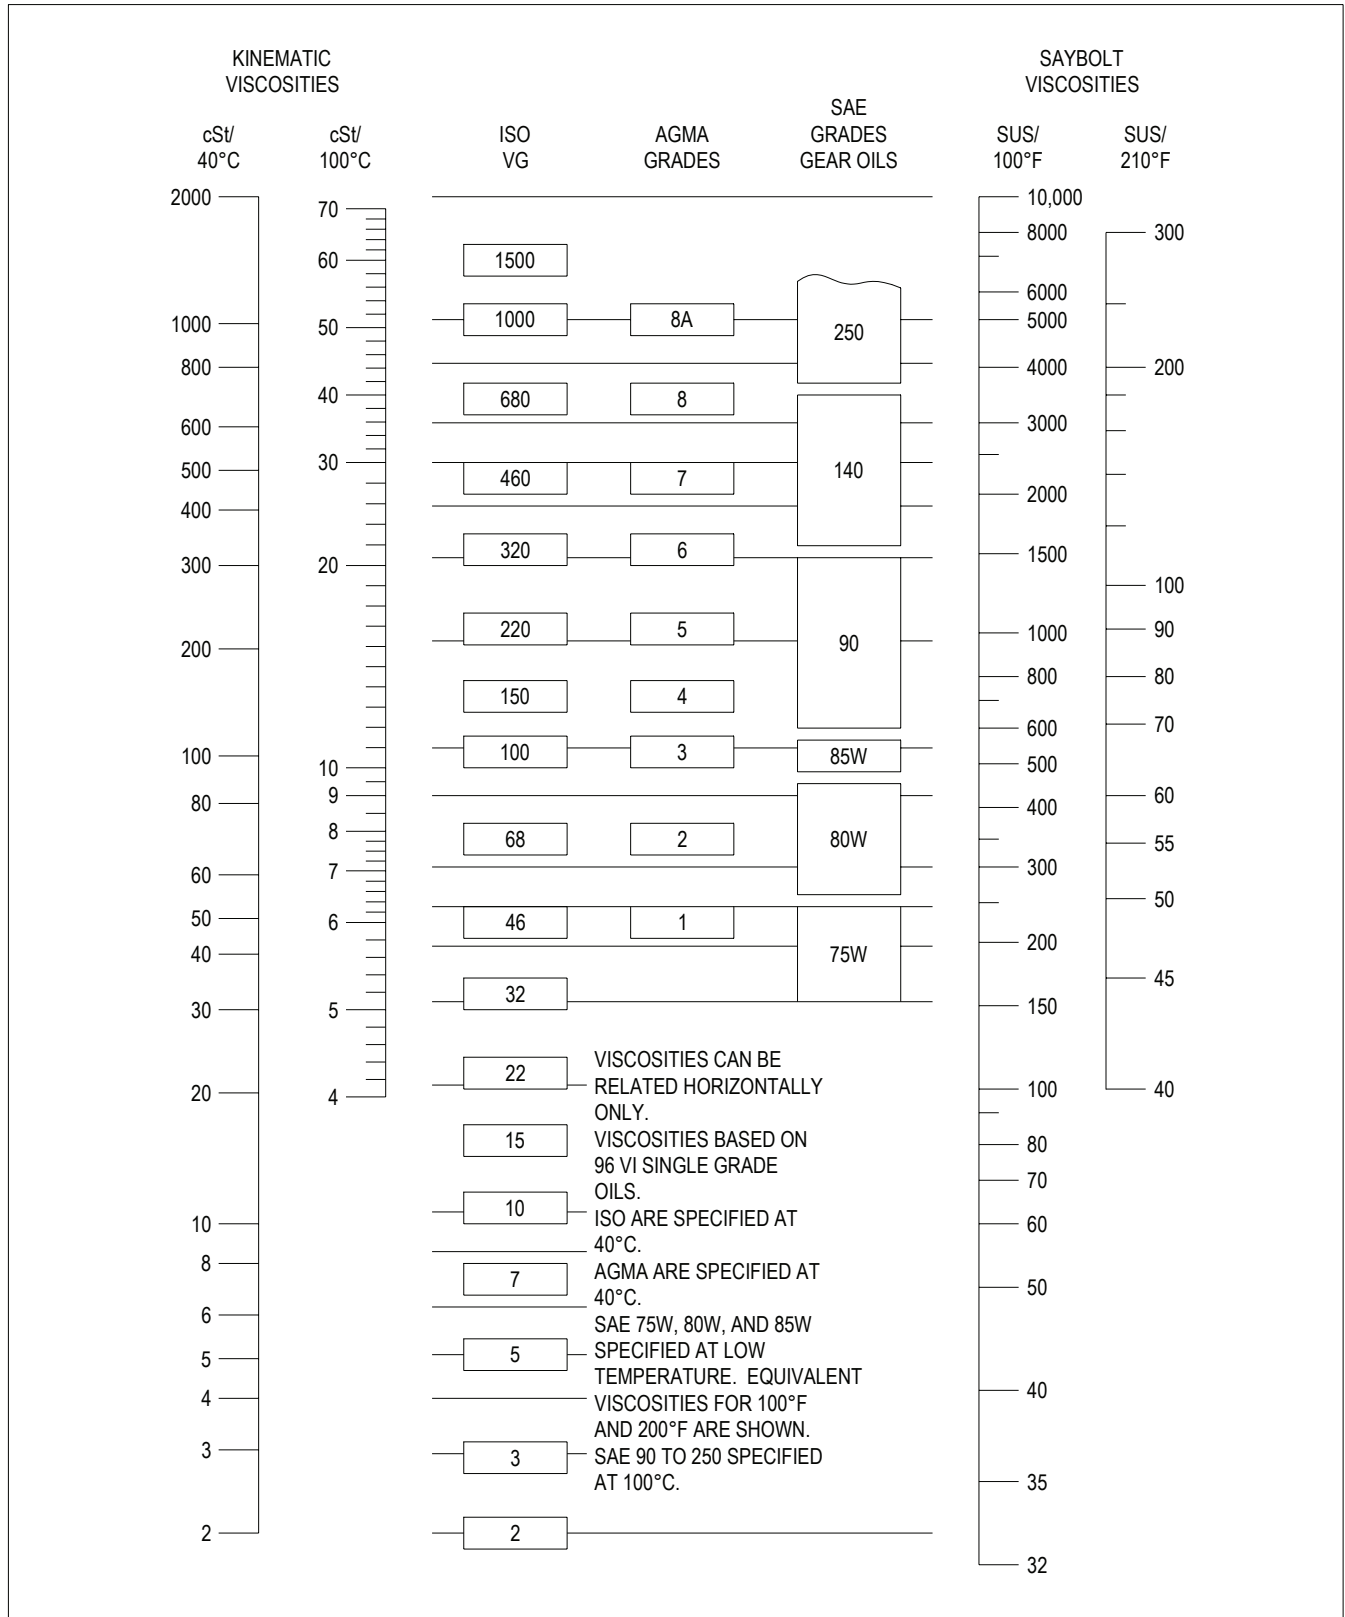 KINEMATIC
VISCOSITIES
SAYBOLT
VISCOSITIES
cSt/
40°C
cSt/
100°C
ISO
VG
AGMA
GRADES
SAE
GRADES
GEAR OILS
SUS/
100°F
SUS/
210°F
2000
1000
800
600
500
400
300
200
100
80
60
50
40
30
20
10
8
6
5
4
3
2
70
60
50
40
30
20
10
9
8
7
6
5
4
1500
1000
680
460
320
220
150
100
68
46
32
22
15
10
7
5
3
2
8A
8
7
6
5
4
3
2
1
250
140
90
85W
80W
75W
VISCOSITIES CAN BE
RELATED HORIZONTALLY
ONLY.
VISCOSITIES BASED ON
96 VI SINGLE GRADE
OILS.
ISO ARE SPECIFIED AT
40°C.
AGMA ARE SPECIFIED AT
40°C.
SAE 75W, 80W, AND 85W
SPECIFIED AT LOW
TEMPERATURE. EQUIVALENT
VISCOSITIES FOR 100°F
AND 200°F ARE SHOWN.
SAE 90 TO 250 SPECIFIED
AT 100°C.
10,000
8000
6000
5000
4000
3000
2000
1500
1000
800
600
500
400
300
200
150
100
80
70
60
50
40
35
32
300
200
100
90
80
70
60
55
50
45
40